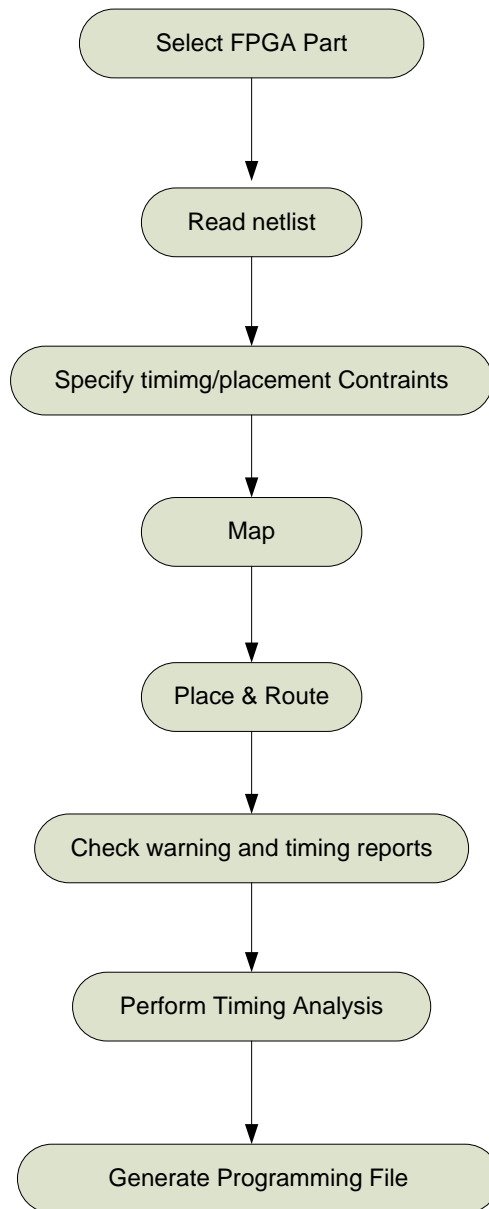 Select FPGA Part
Read netlist
Specify timimg/placement Contraints
Map
Place & Route
Check warning and timing reports
Perform Timing Analysis
Generate Programming File